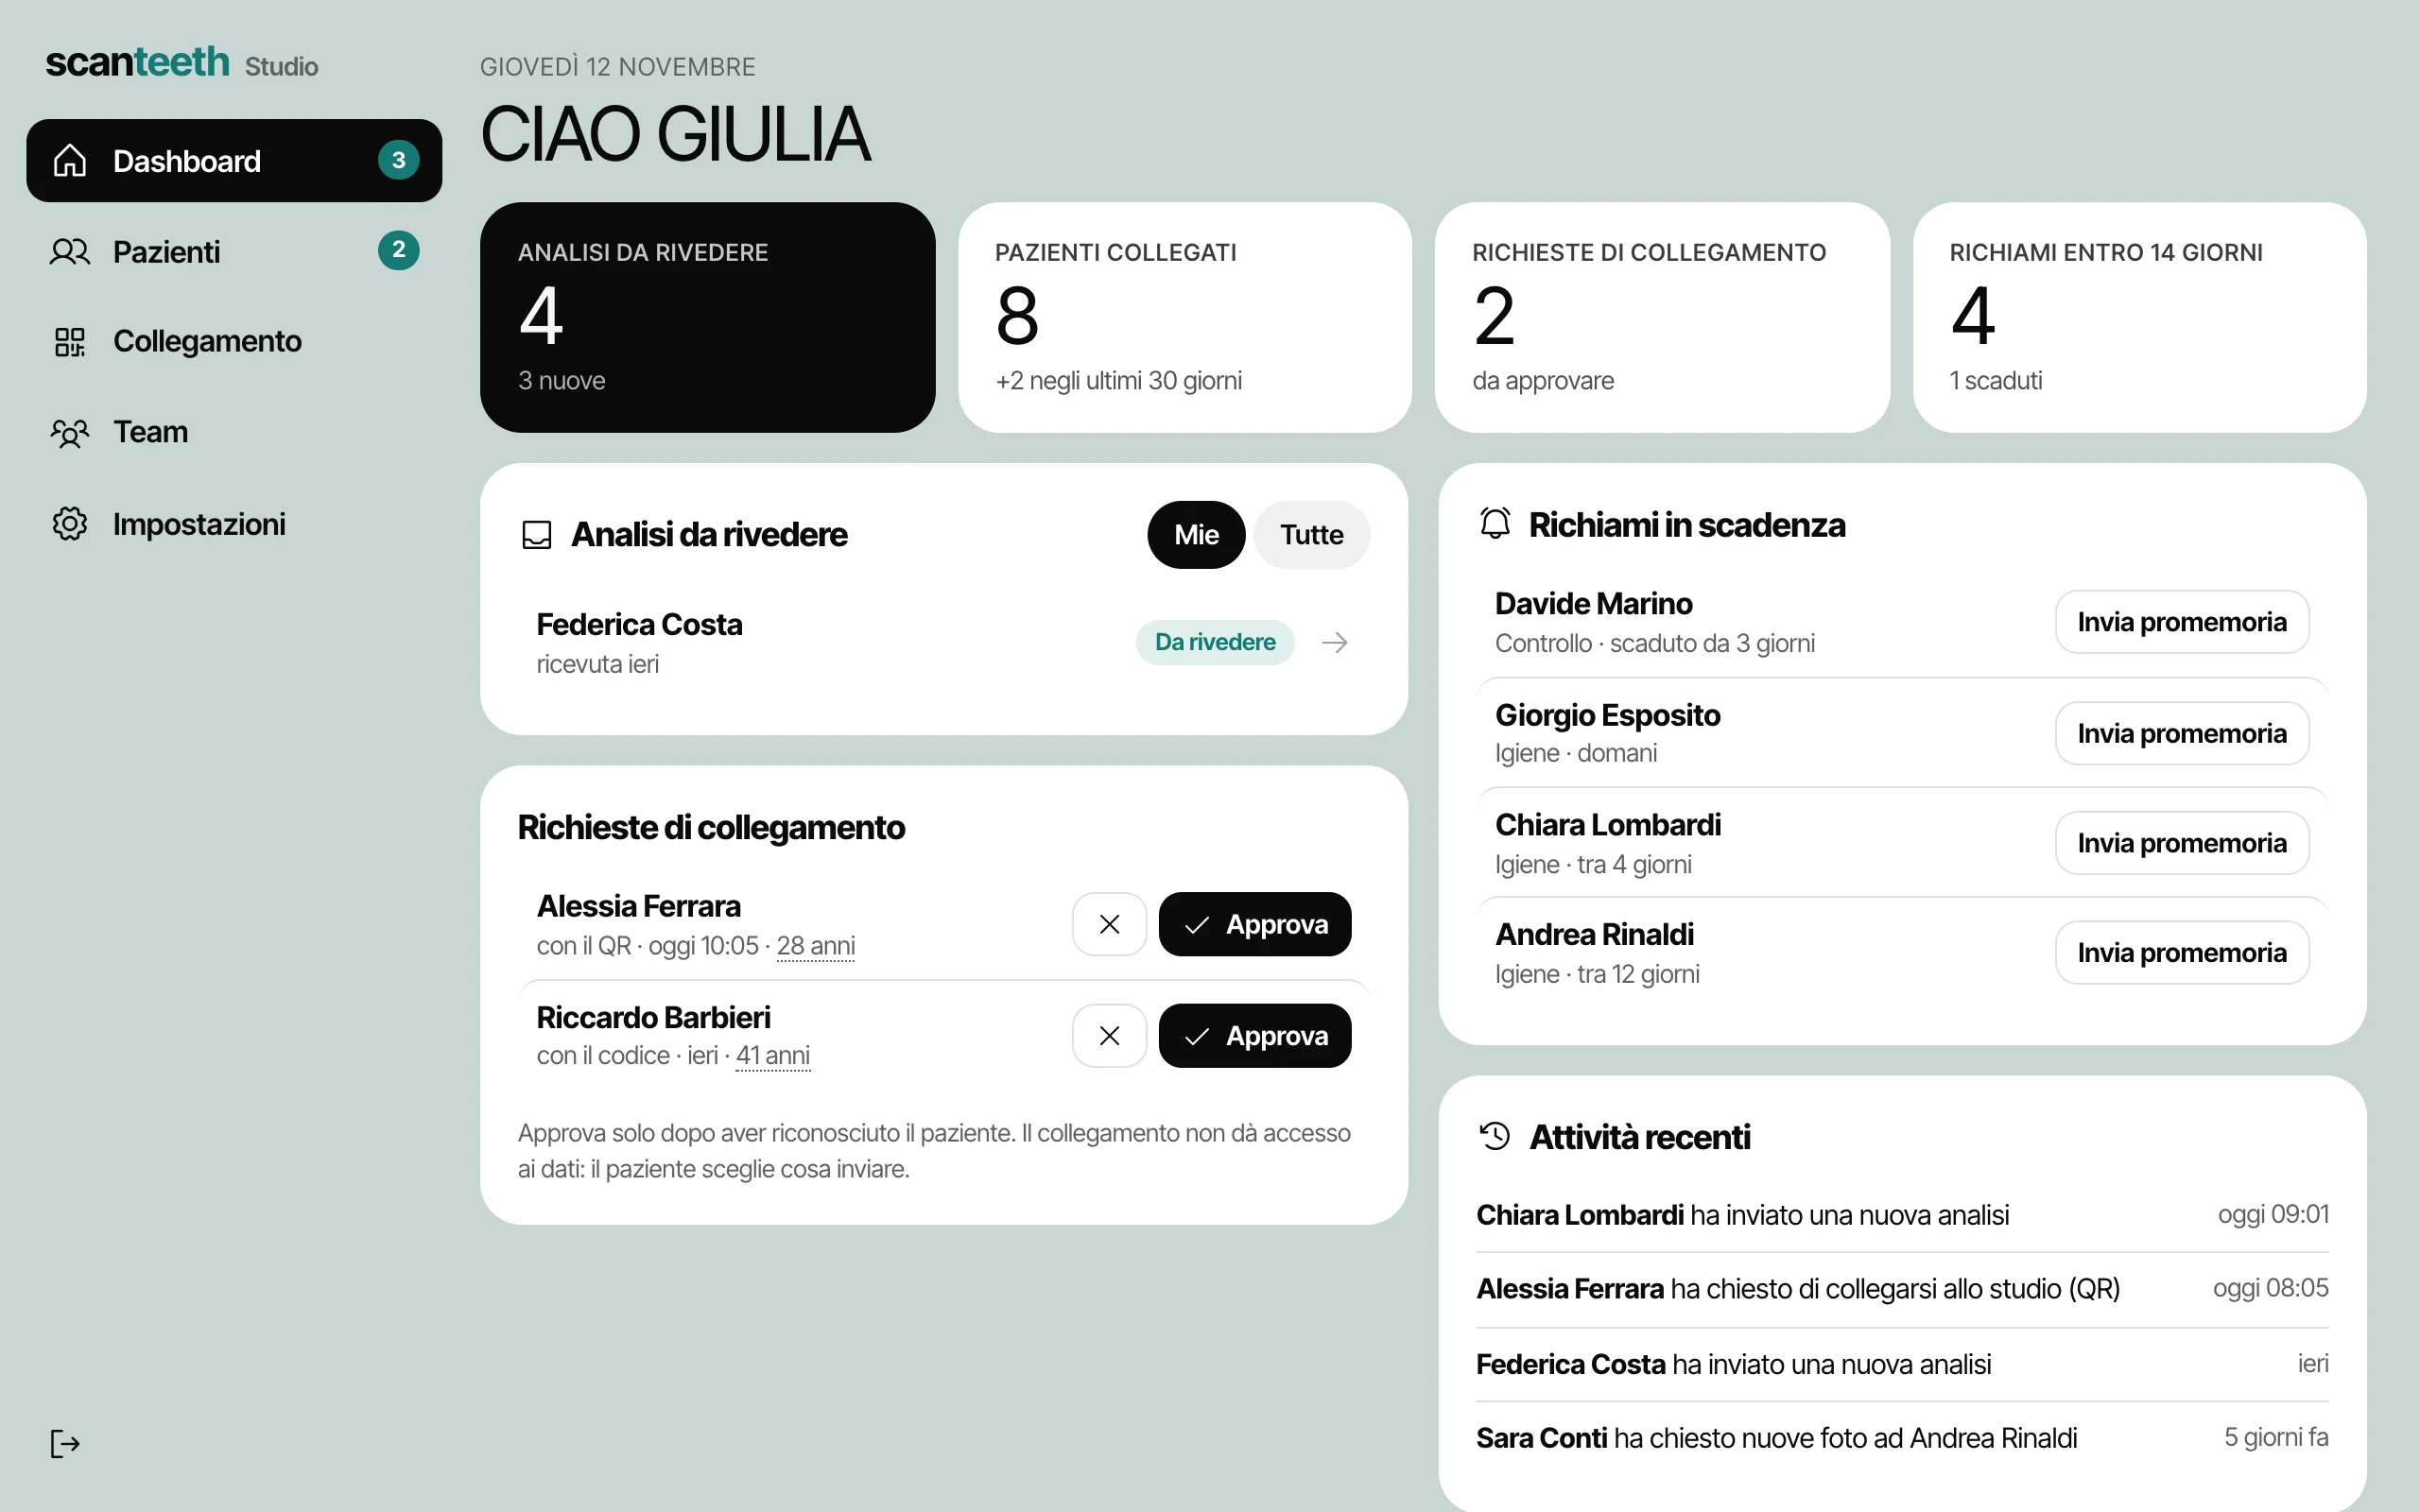 scanteeth Studio
Dashboard 3
Pazienti 2
Collegamento
Team
Impostazioni
GIOVEDÌ 12 NOVEMBRE
CIAO GIULIA
ANALISI DA RIVEDERE
4
3 nuove
PAZIENTI COLLEGATI
8
+2 negli ultimi 30 giorni
RICHIESTE DI COLLEGAMENTO
2
da approvare
RICHIAMI ENTRO 14 GIORNI
4
1 scaduti
Analisi da rivedere
Mie Tutte
Federica Costa
ricevuta ieri
Da rivedere
Richieste di collegamento
Alessia Ferrara
con il QR · oggi 10:05 · 28 anni
Approva
Riccardo Barbieri
con il codice · ieri · 41 anni
Approva
Approva solo dopo aver riconosciuto il paziente. Il collegamento non dà accesso
ai dati: il paziente sceglie cosa inviare.
Richiami in scadenza
Davide Marino
Controllo · scaduto da 3 giorni
Invia promemoria
Giorgio Esposito
Igiene · domani
Invia promemoria
Chiara Lombardi
Igiene · tra 4 giorni
Invia promemoria
Andrea Rinaldi
Igiene · tra 12 giorni
Invia promemoria
Attività recenti
Chiara Lombardi ha inviato una nuova analisi oggi 09:01
Alessia Ferrara ha chiesto di collegarsi allo studio (QR) oggi 08:05
Federica Costa ha inviato una nuova analisi ieri
Sara Conti ha chiesto nuove foto ad Andrea Rinaldi 5 giorni fa